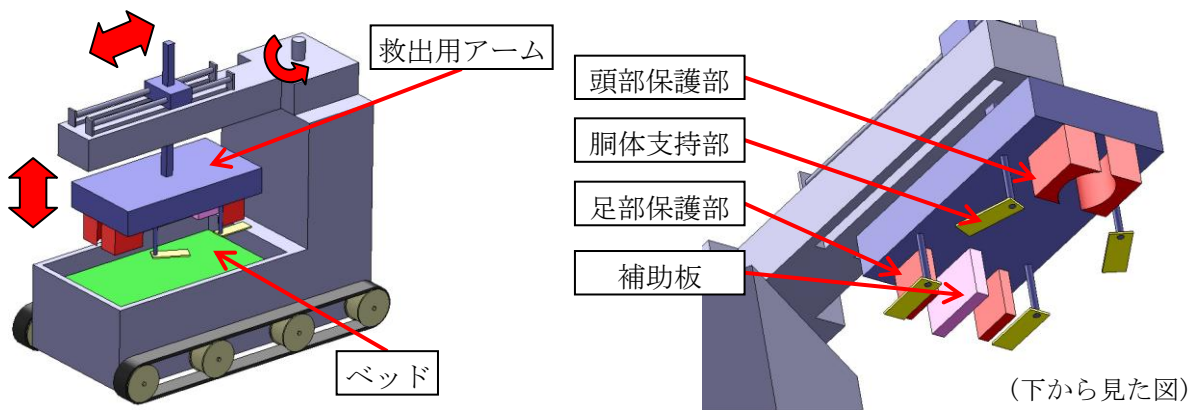 救出用アーム
ベッド
頭部保護部
胴体支持部
足部保護部
補助板
(下から見た図)